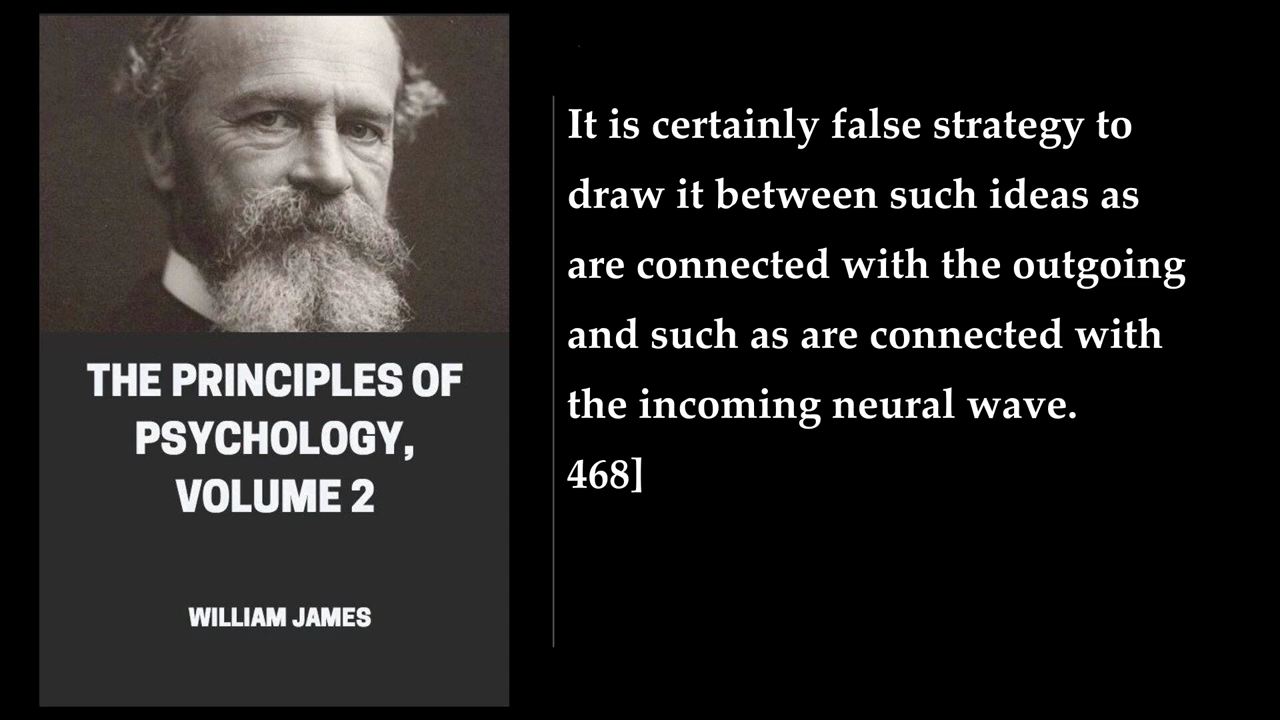 THE PRINCIPLES OF
PSYCHOLOGY,
VOLUME 2
WILLIAM JAMES
It is certainly false strategy to
draw it between such ideas as
are connected with the outgoing
and such as are connected with
the incoming neural wave.
468]